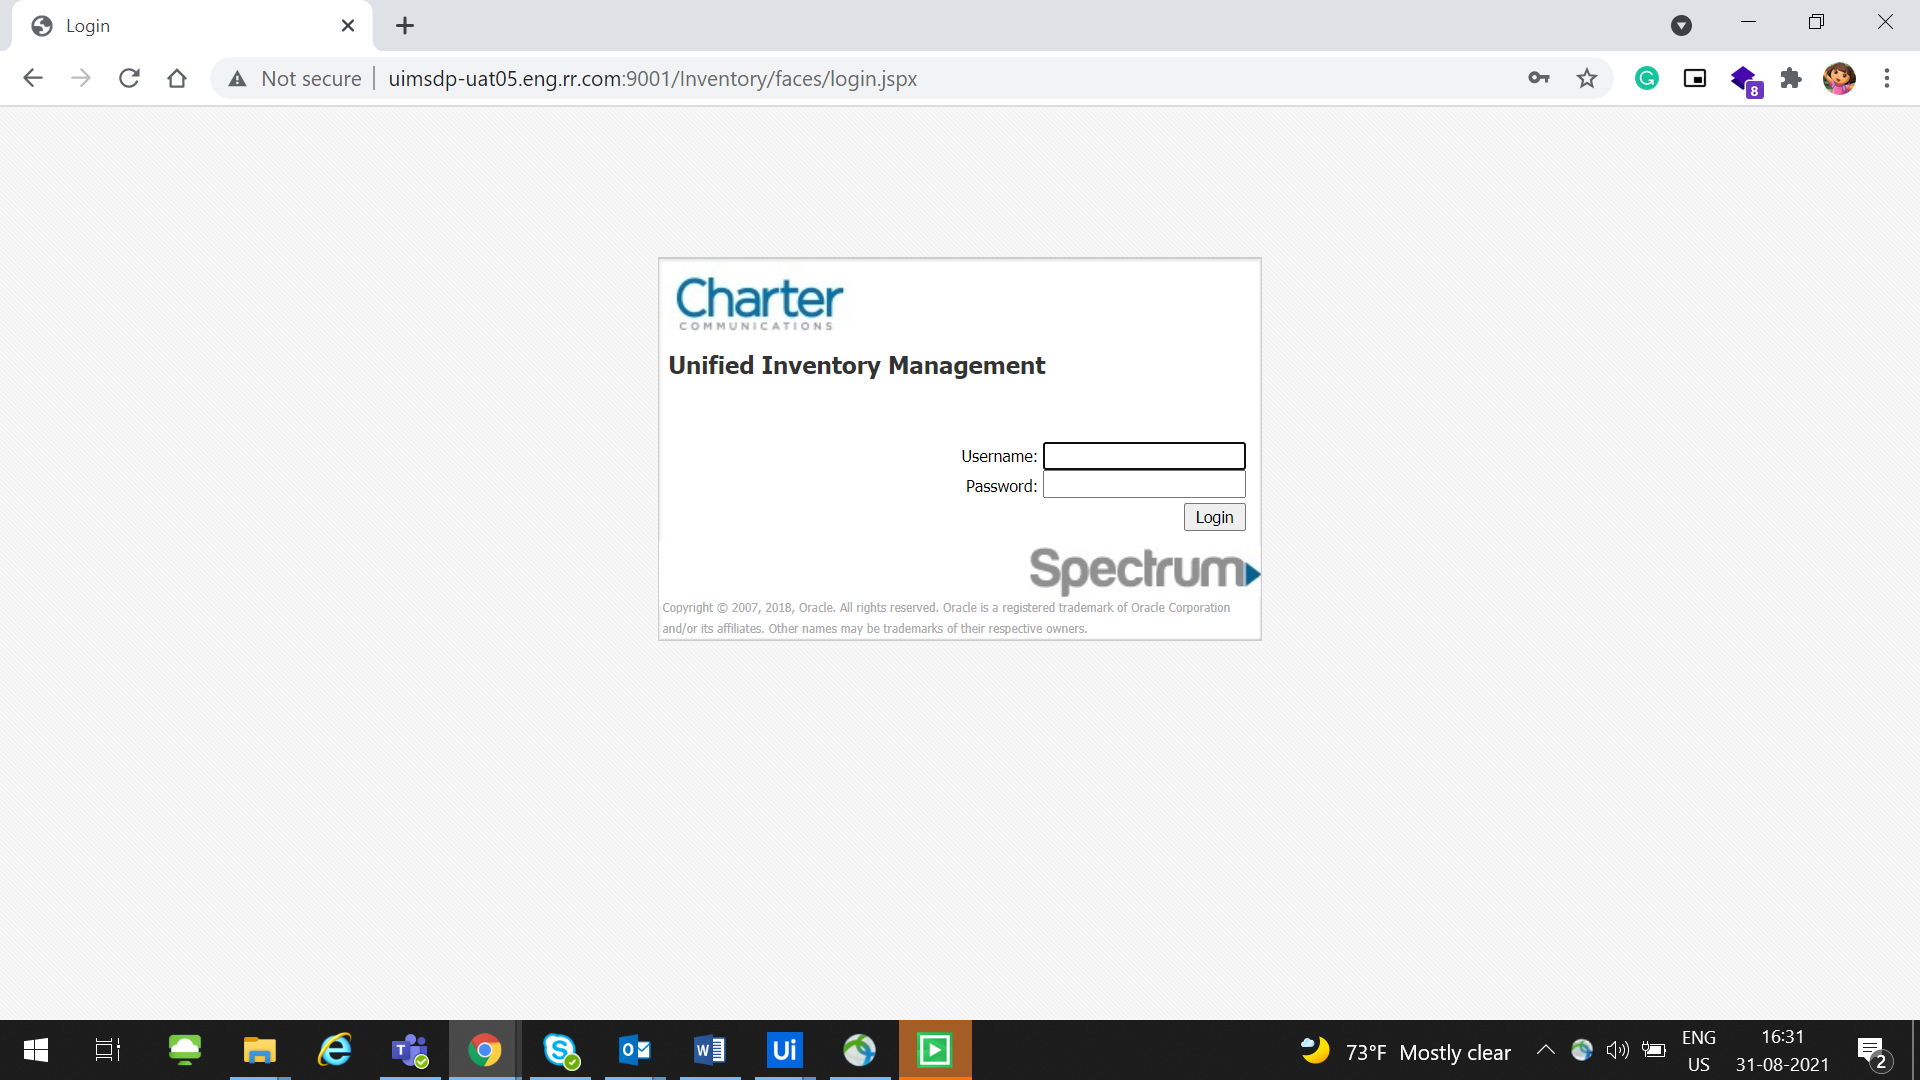 Login
Not secure
uimsdp-uat05.eng.rr.com:9001/Inventory/faces/login.jspx
8
Charter
COMMUNICATIONS
Unified Inventory Management
Username:
Password:
Login
Spectrum
Copyright © 2007, 2018, Oracle. All rights reserved. Oracle is a registered trademark of Oracle Corporation
and/or its affiliates. Other names may be trademarks of their respective owners.
Ui
73°F Mostly clear
ENG
US
16:31
31-08-2021
2